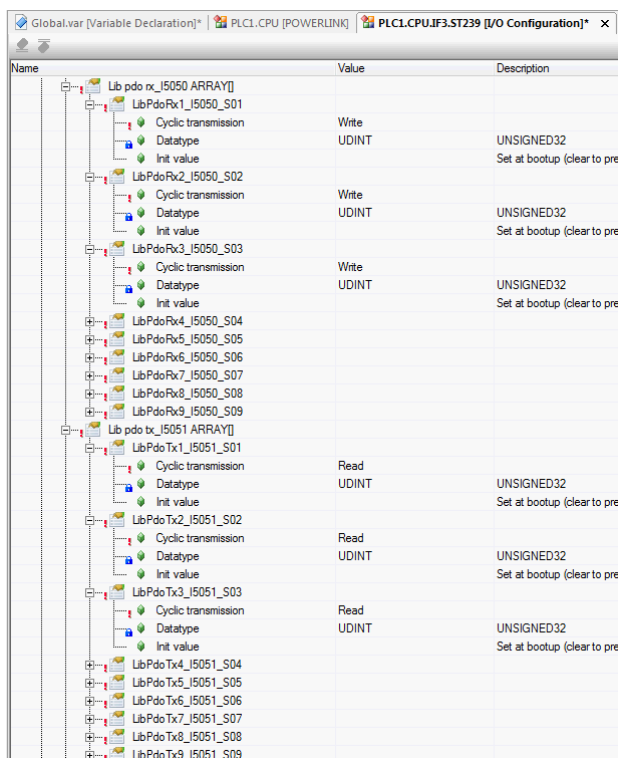 Global.var [Variable Declaration]* PLC1.CPU [POWERLINK] PLC1.CPU.IF3.ST239 [I/O Configuration]* ×
Name Value Description
Lib pdo rx_I5050 ARRAY[]
LibPdoRx1_I5050_S01
Cyclic transmission Write
Datatype UDINT UNSIGNED32
Init value Set at bootup (clear to pre
LibPdoRx2_I5050_S02
Cyclic transmission Write
Datatype UDINT UNSIGNED32
Init value Set at bootup (clear to pre
LibPdoRx3_I5050_S03
Cyclic transmission Write
Datatype UDINT UNSIGNED32
Init value Set at bootup (clear to pre
LibPdoRx4_I5050_S04
LibPdoRx5_I5050_S05
LibPdoRx6_I5050_S06
LibPdoRx7_I5050_S07
LibPdoRx8_I5050_S08
LibPdoRx9_I5050_S09
Lib pdo tx_I5051 ARRAY[]
LibPdoTx1_I5051_S01
Cyclic transmission Read
Datatype UDINT UNSIGNED32
Init value Set at bootup (clear to pre
LibPdoTx2_I5051_S02
Cyclic transmission Read
Datatype UDINT UNSIGNED32
Init value Set at bootup (clear to pre
LibPdoTx3_I5051_S03
Cyclic transmission Read
Datatype UDINT UNSIGNED32
Init value Set at bootup (clear to pre
LibPdoTx4_I5051_S04
LibPdoTx5_I5051_S05
LibPdoTx6_I5051_S06
LibPdoTx7_I5051_S07
LibPdoTx8_I5051_S08
LibPdoTx9_I5051_S09